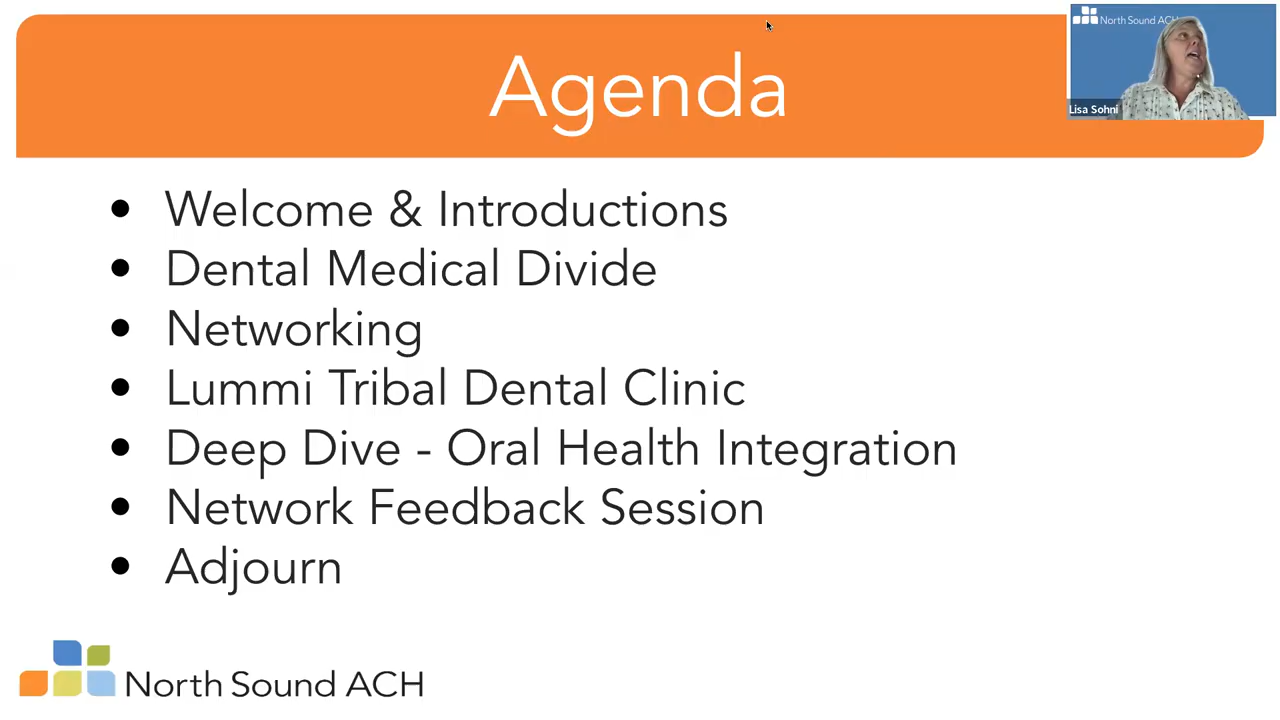 Agenda
North Sound ACH
Lisa Sohni
• Welcome & Introductions
• Dental Medical Divide
• Networking
• Lummi Tribal Dental Clinic
• Deep Dive - Oral Health Integration
• Network Feedback Session
• Adjourn
North Sound ACH